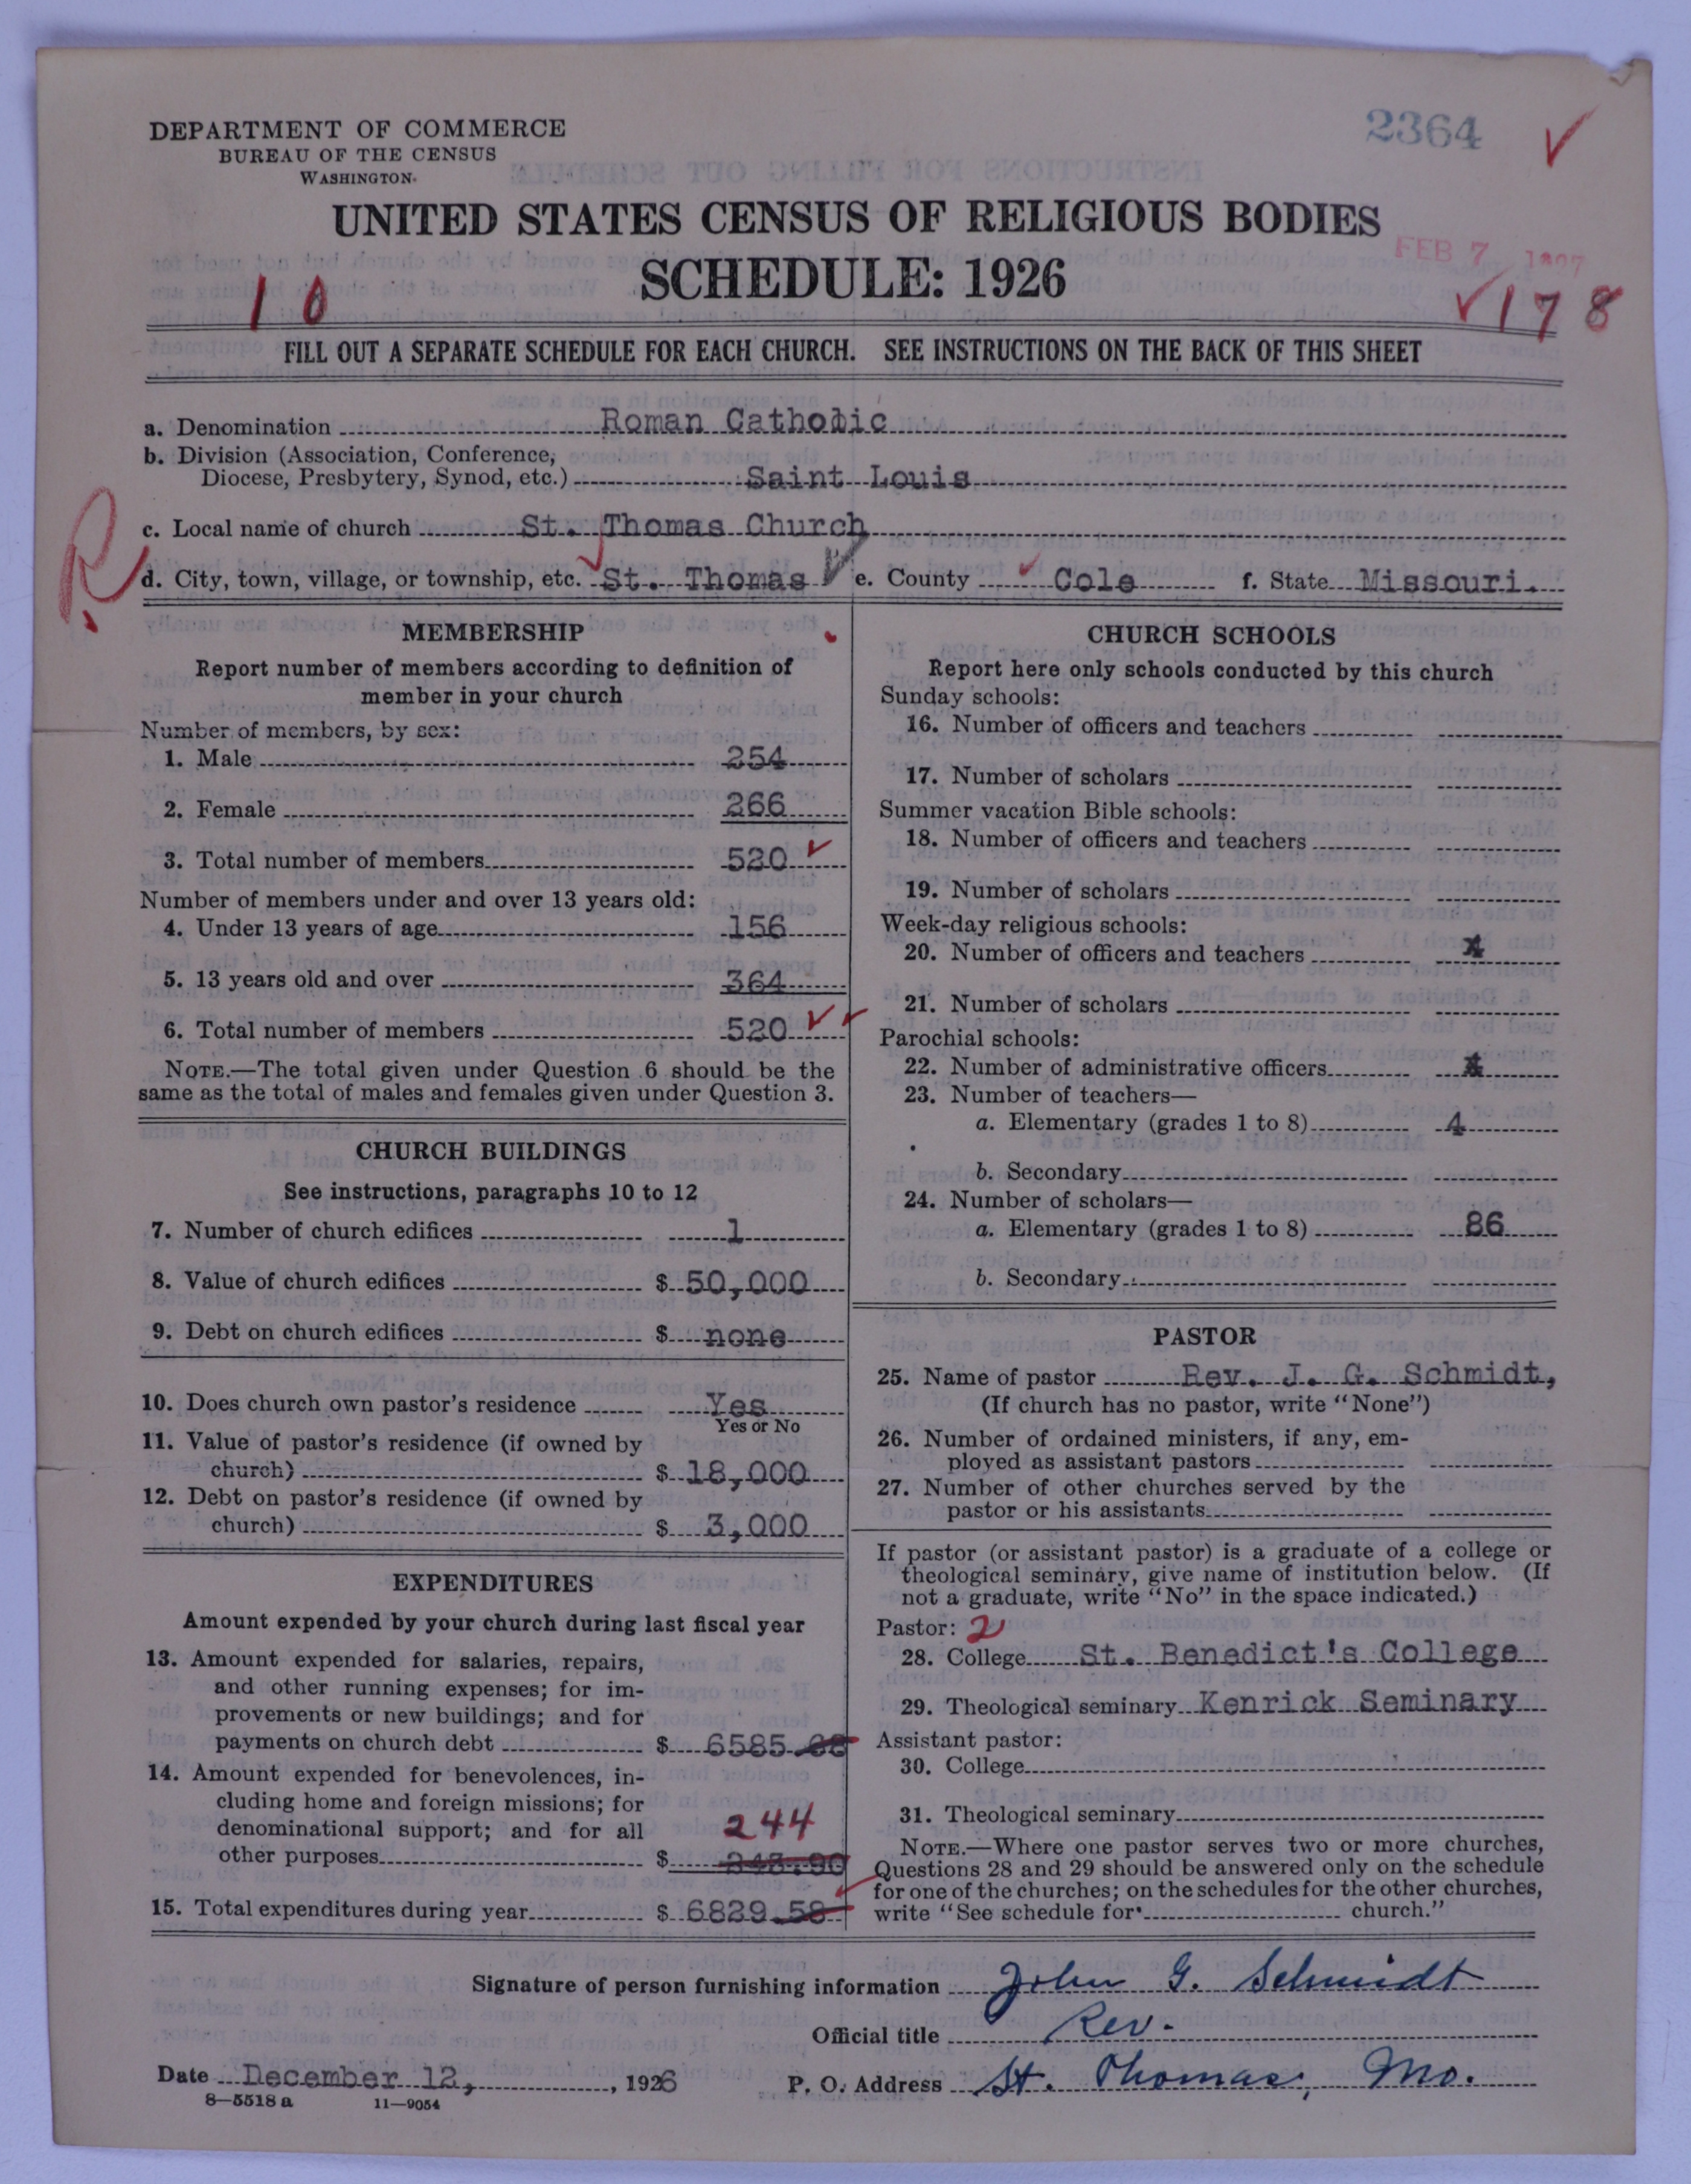 2364
DEPARTMENT OF COMMERCE
BUREAU OF THE CENSUS
WASHINGTON
UNITED STATES CENSUS OF RELIGIOUS BODIES
FEB 7
SCHEDULE: 1926
10
178
FILL OUT A SEPARATE SCHEDULE FOR EACH CHURCH. SEE INSTRUCTIONS ON THE BACK OF THIS SHEET
a. Denomination Roman Catholic
b. Division (Association, Conference,
Diocese, Presbytery, Synod, etc.) Saint Louis
c. Local name of church St. Thomas Church
R
d. City, town, village, or township, etc. St. Thomas e. County Cole f. State Missouri.
MEMBERSHIP
Report number of members according to definition of
member in your church
Number of members, by sex:
1. Male 254
2. Female 266
3. Total number of members 520
Number of members under and over 13 years old:
4. Under 13 years of age 156
5. 13 years old and over 364
6. Total number of members 520
NOTE.—The total given under Question 6 should be the
same as the total of males and females given under Question 3.
CHURCH BUILDINGS
See instructions, paragraphs 10 to 12
7. Number of church edifices 1
8. Value of church edifices $ 50,000
9. Debt on church edifices $ none
10. Does church own pastor's residence Yes
Yes or No
11. Value of pastor's residence (if owned by
church) $ 18,000
12. Debt on pastor's residence (if owned by
church) $ 3,000
EXPENDITURES
Amount expended by your church during last fiscal year
13. Amount expended for salaries, repairs,
and other running expenses; for im-
provements or new buildings; and for
payments on church debt $ 6585.68
14. Amount expended for benevolences, in-
cluding home and foreign missions; for
denominational support; and for all 244
other purposes $ 243.90
15. Total expenditures during year $ 6829.58
CHURCH SCHOOLS
Report here only schools conducted by this church
Sunday schools:
16. Number of officers and teachers
17. Number of scholars
Summer vacation Bible schools:
18. Number of officers and teachers
19. Number of scholars
Week-day religious schools:
20. Number of officers and teachers
21. Number of scholars
Parochial schools:
22. Number of administrative officers
23. Number of teachers—
a. Elementary (grades 1 to 8) 4
b. Secondary
24. Number of scholars—
a. Elementary (grades 1 to 8) 86
b. Secondary
PASTOR
25. Name of pastor Rev. J. G. Schmidt,
(If church has no pastor, write "None")
26. Number of ordained ministers, if any, em-
ployed as assistant pastors
27. Number of other churches served by the
pastor or his assistants
If pastor (or assistant pastor) is a graduate of a college or
theological seminary, give name of institution below. (If
not a graduate, write "No" in the space indicated.)
Pastor: 2
28. College St. Benedict's College
29. Theological seminary Kenrick Seminary
Assistant pastor:
30. College
31. Theological seminary
NOTE.—Where one pastor serves two or more churches,
Questions 28 and 29 should be answered only on the schedule
for one of the churches; on the schedules for the other churches,
write "See schedule for church."
Signature of person furnishing information John G. Schmidt
Official title Rev.
Date December 12, 1926 P. O. Address St. Thomas, Mo.
8—5518 a 11—9054